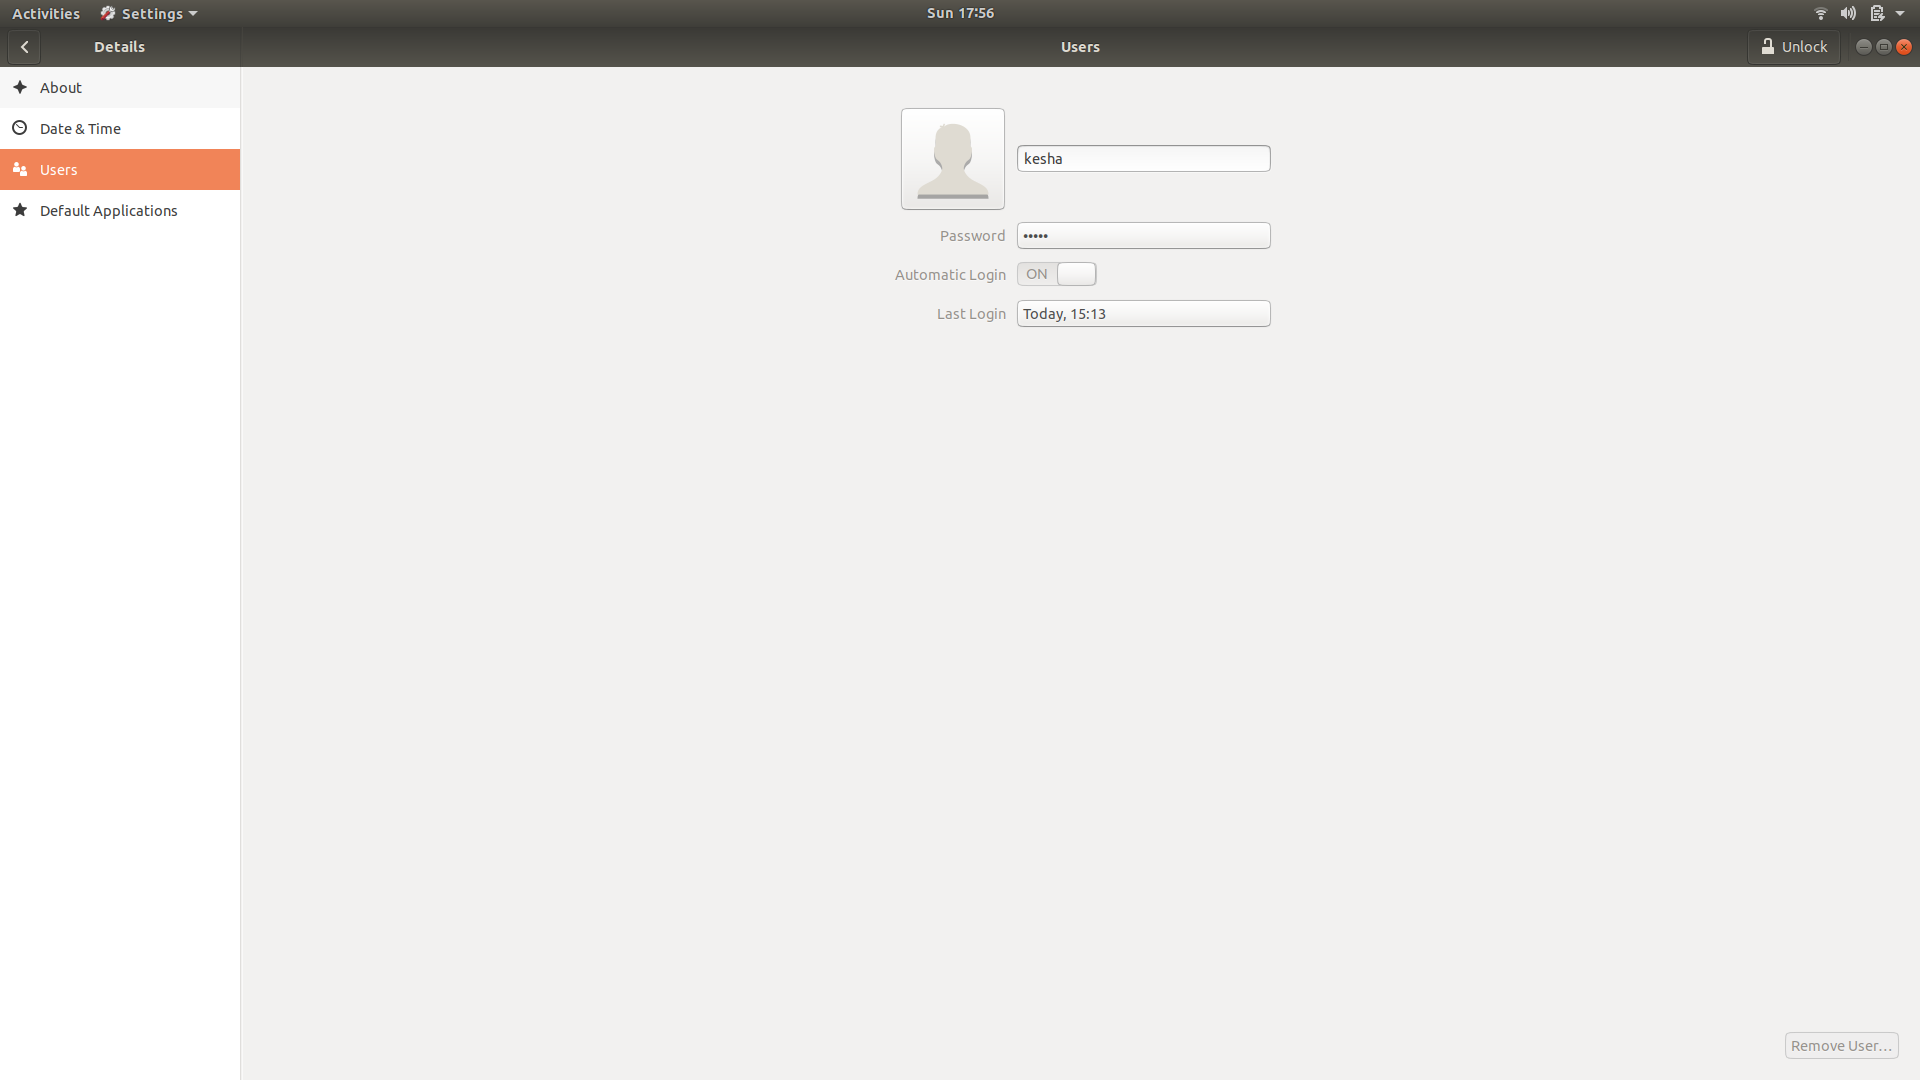 Activities Settings Sun 17:56
Details Users Unlock
About
Date & Time
Users
Default Applications
kesha
Password •••••
Automatic Login ON
Last Login Today, 15:13
Remove User...